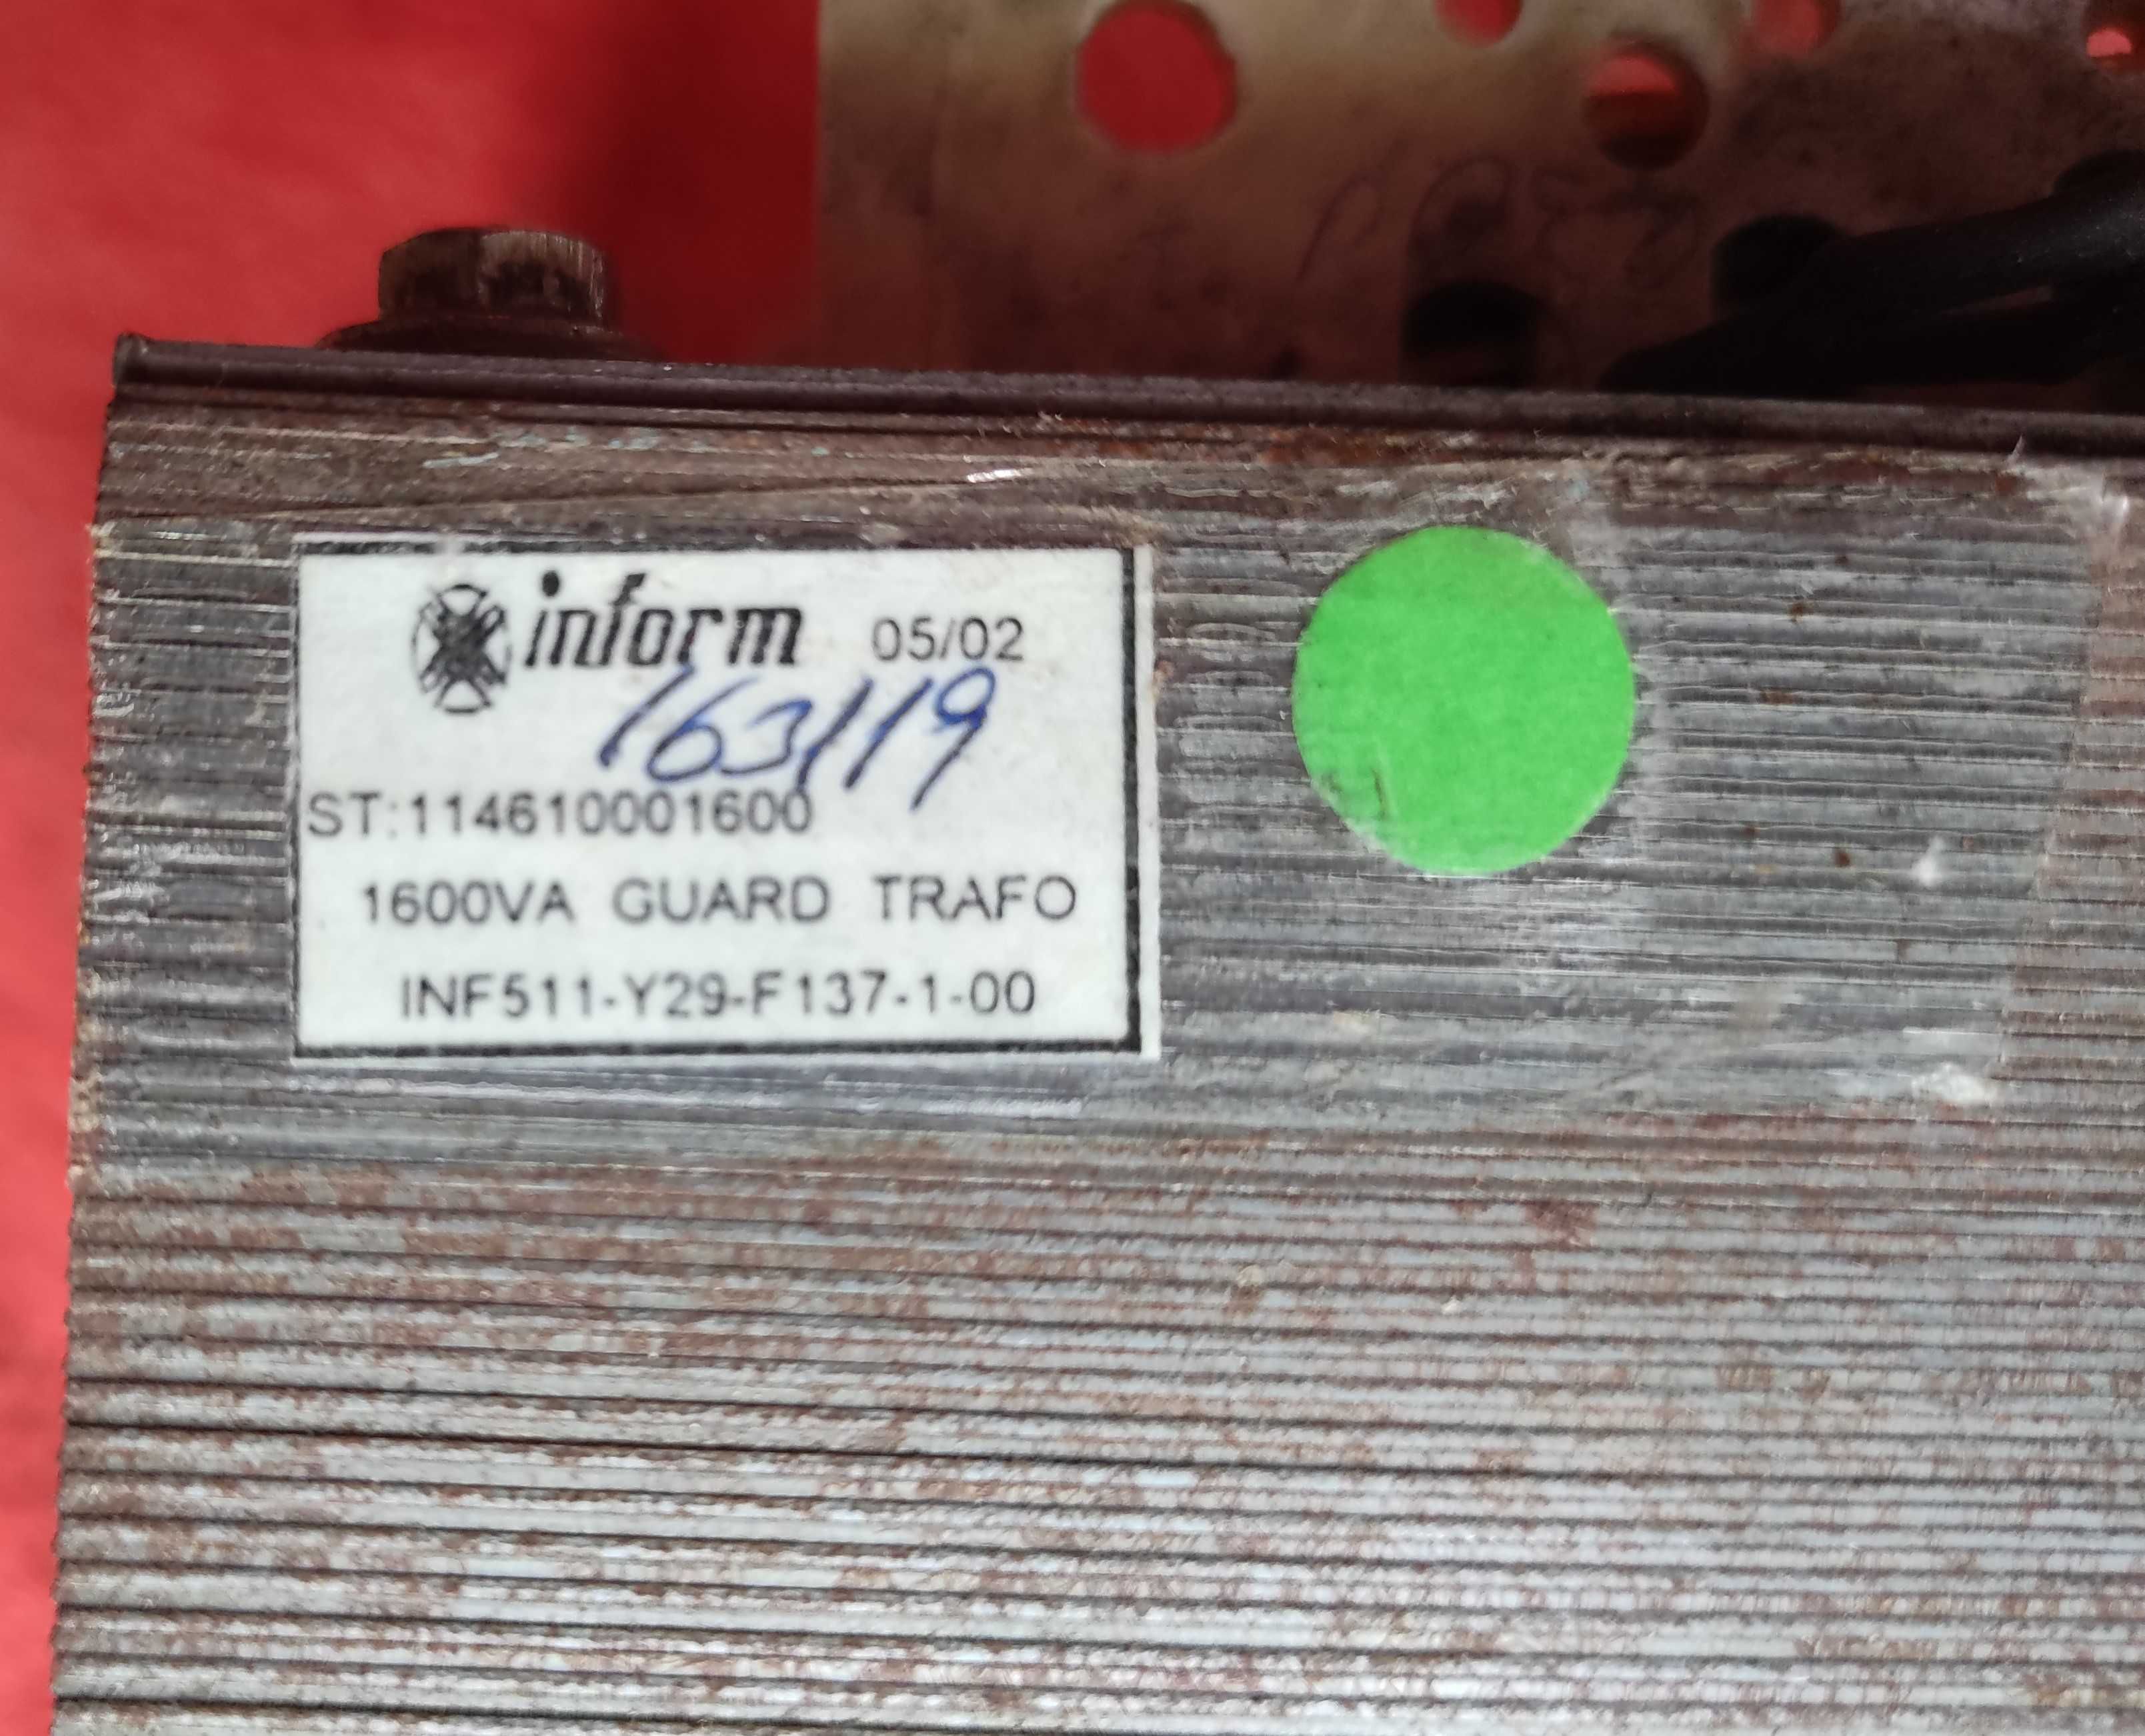 inform 05/02
163119
ST:114610001600
1600VA GUARD TRAFO
INF511-Y29-F137-1-00